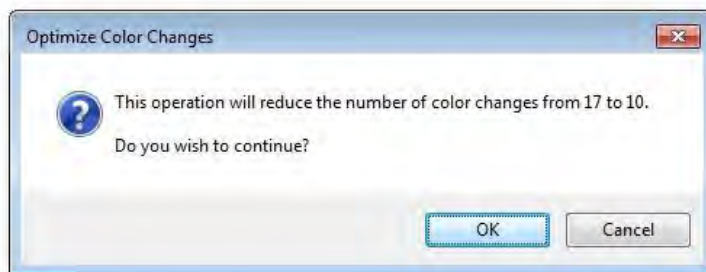 Optimize Color Changes
This operation will reduce the number of color changes from 17 to 10.
Do you wish to continue?
OK Cancel